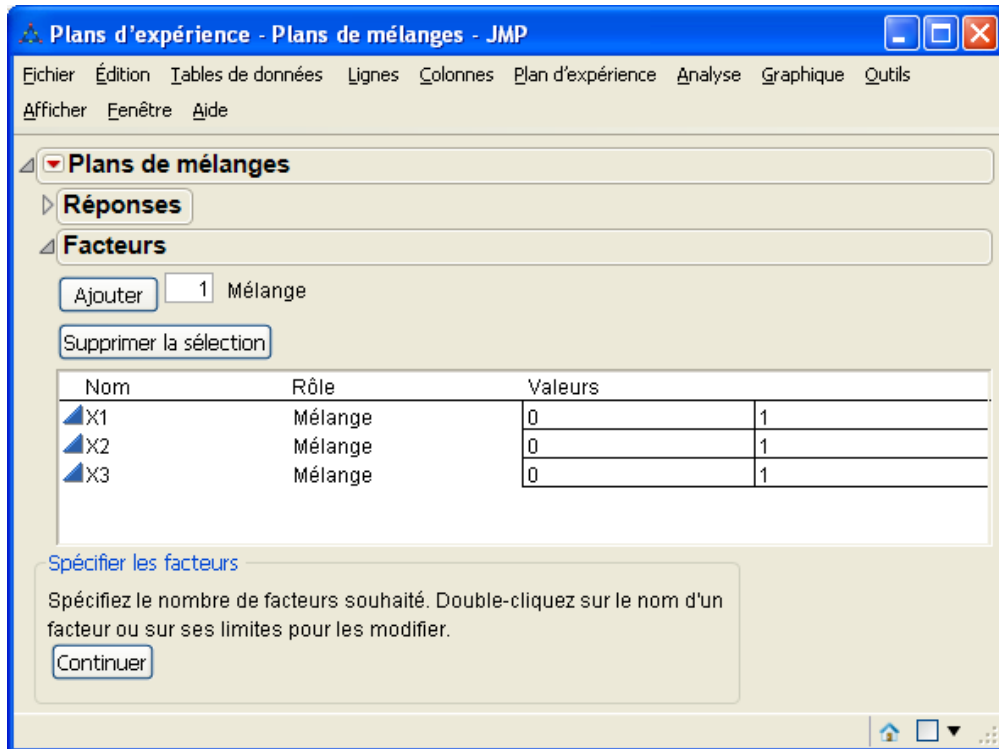 Plans d'expérience - Plans de mélanges - JMP
Fichier Édition Tables de données Lignes Colonnes Plan d'expérience Analyse Graphique Outils
Afficher Fenêtre Aide
Plans de mélanges
Réponses
Facteurs
Ajouter 1 Mélange
Supprimer la sélection
Nom Rôle Valeurs
X1 Mélange 0 1
X2 Mélange 0 1
X3 Mélange 0 1
Spécifier les facteurs
Spécifiez le nombre de facteurs souhaité. Double-cliquez sur le nom d'un
facteur ou sur ses limites pour les modifier.
Continuer